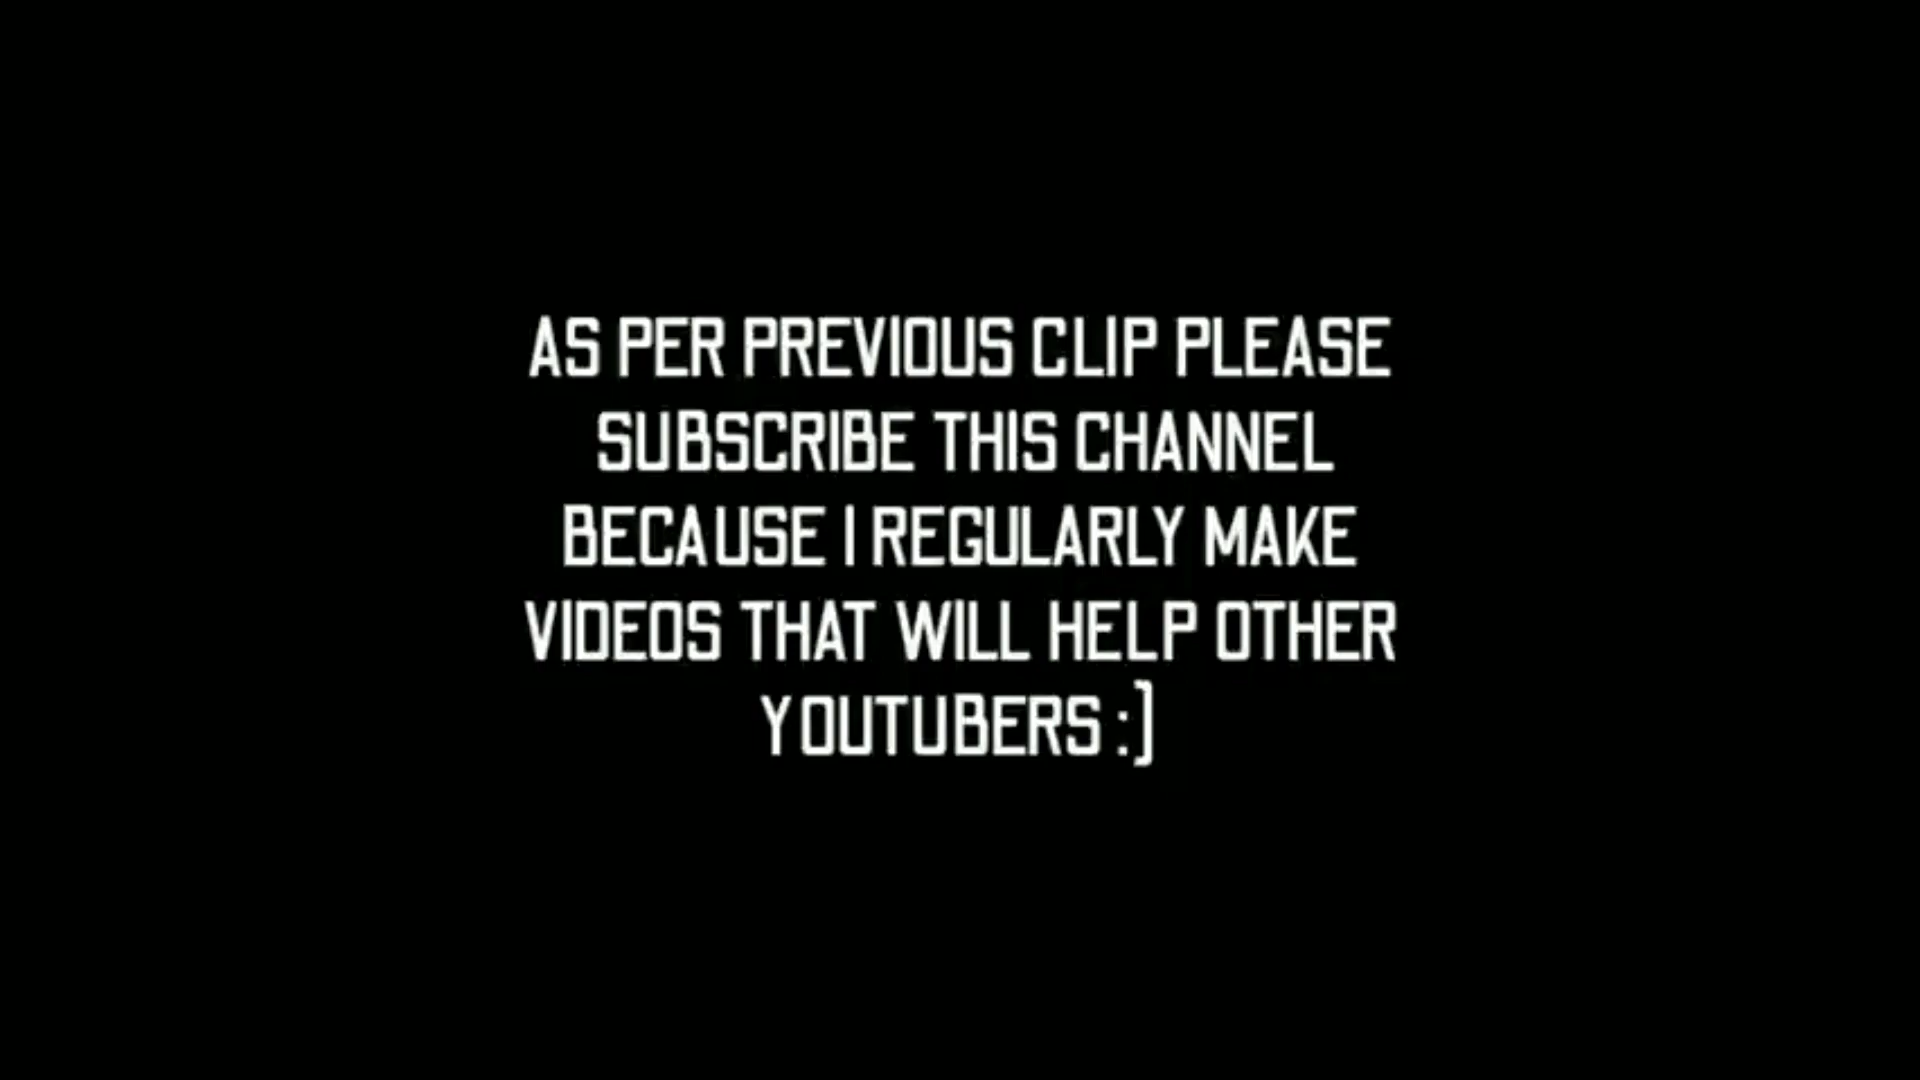 AS PER PREVIOUS CLIP PLEASE
SUBSCRIBE THIS CHANNEL
BECAUSE I REGULARLY MAKE
VIDEOS THAT WILL HELP OTHER
YOUTUBERS :)